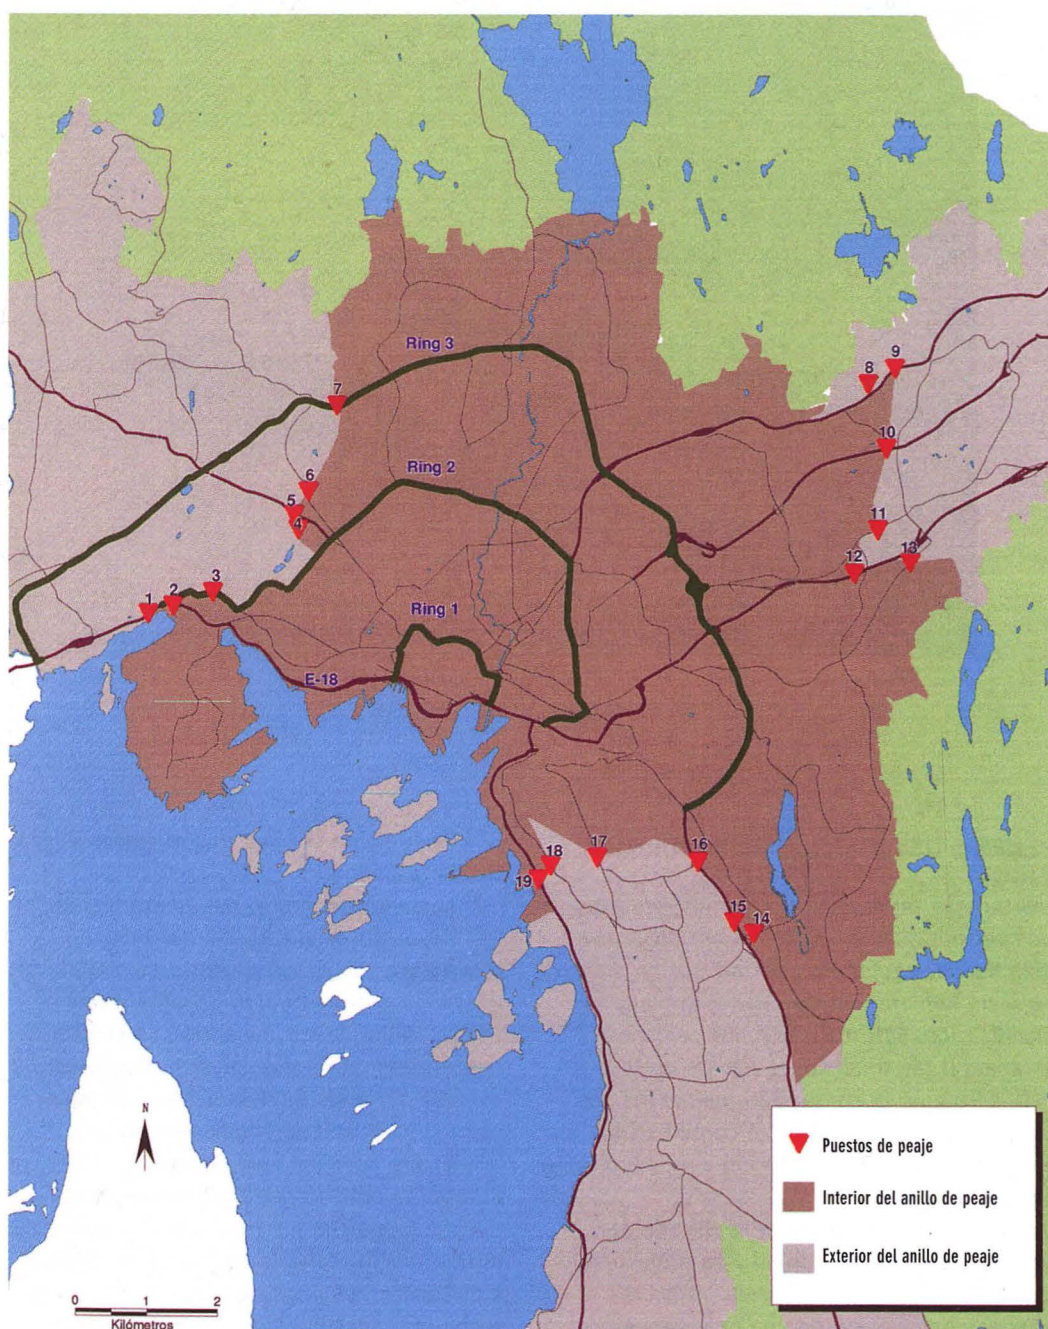 Ring 3
8
9
7
10
Ring 2
6
5
4
11
12
13
3
2
1
Ring 1
E-18
18
17
16
19
15
14
N
Puestos de peaje
Interior del anillo de peaje
Exterior del anillo de peaje
0 1 2
Kilómetros